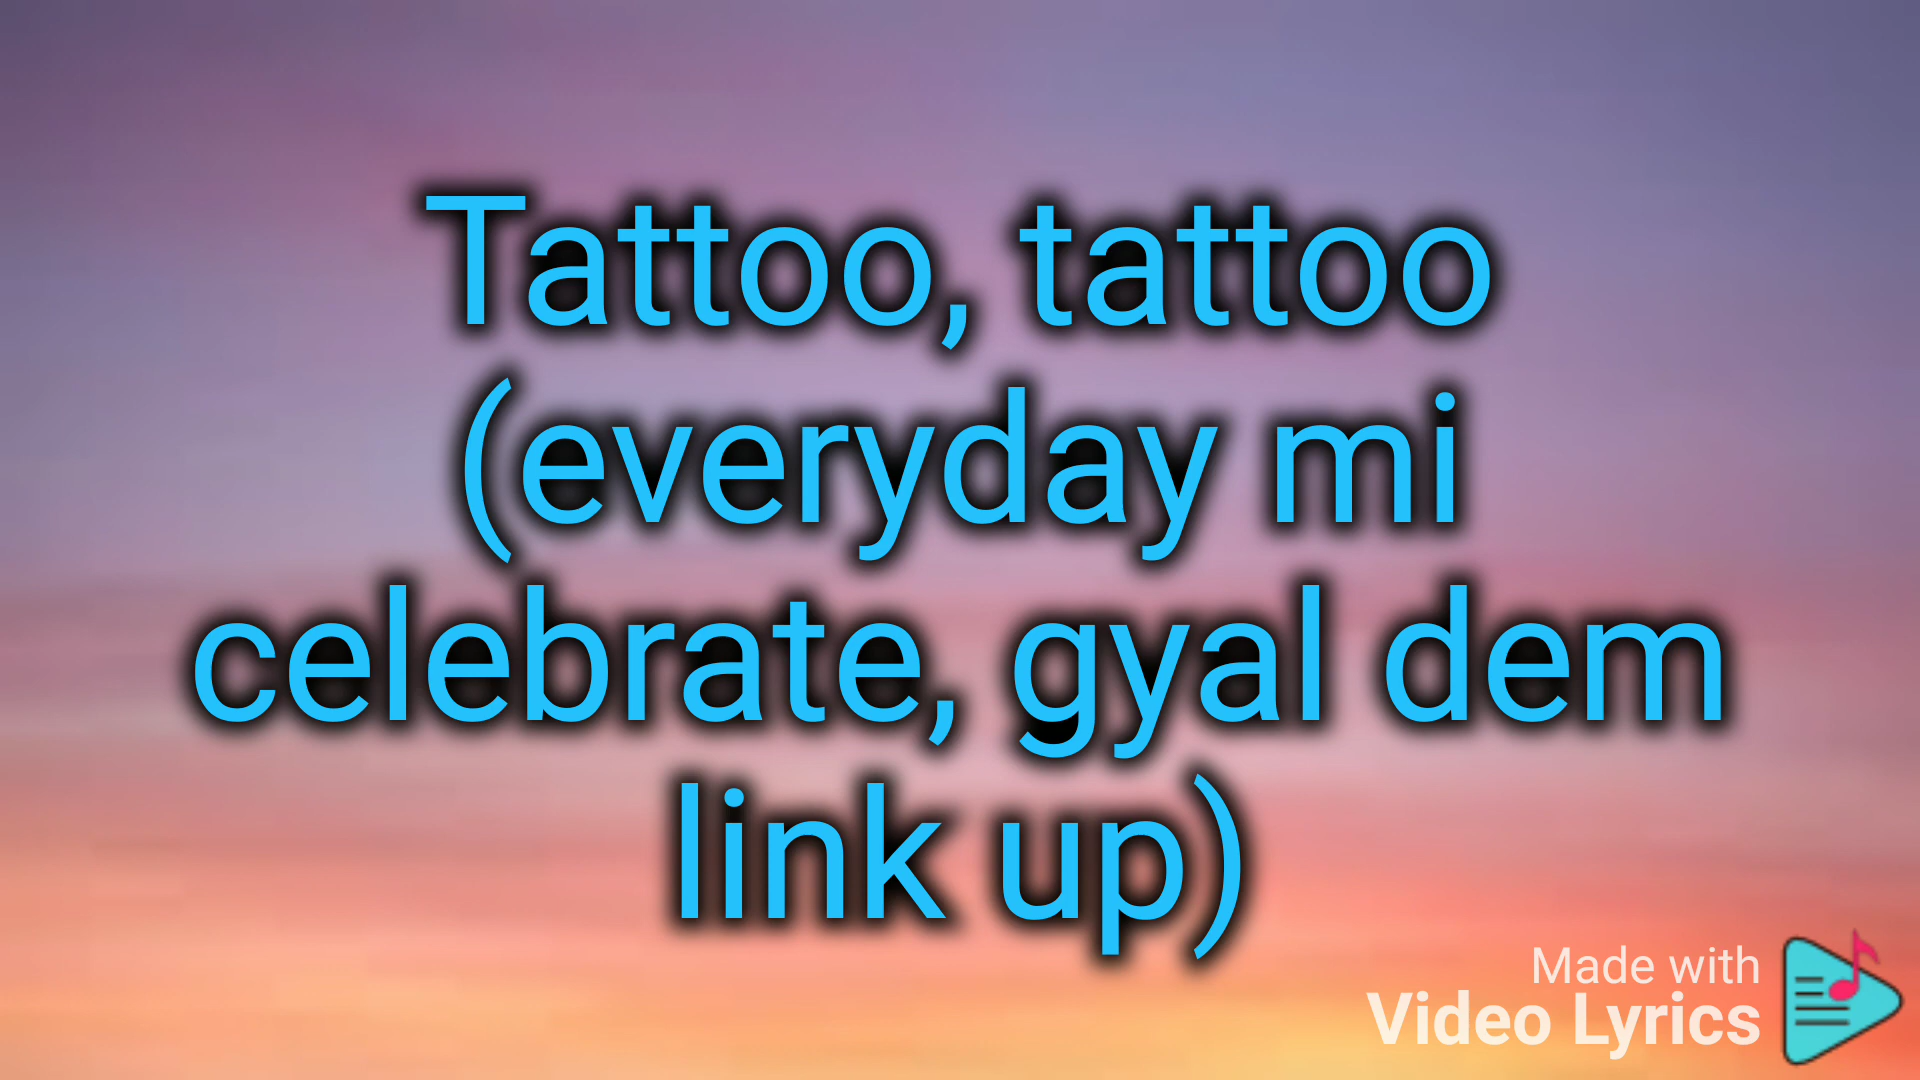 Tattoo, tattoo
(everyday mi
celebrate, gyal dem
link up)
Made with
Video Lyrics